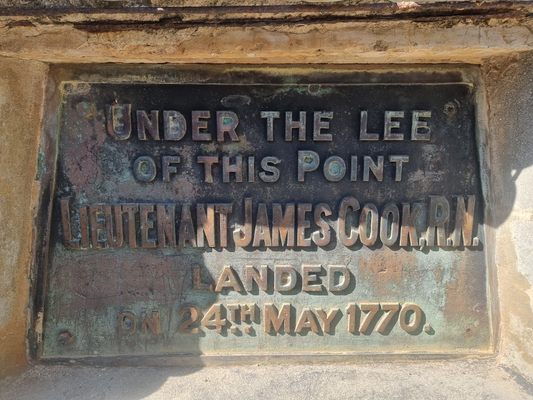 UNDER THE LEE
OF THIS POINT
LIEUTENANT JAMES COOK, R.N.
LANDED
ON 24TH MAY 1770.